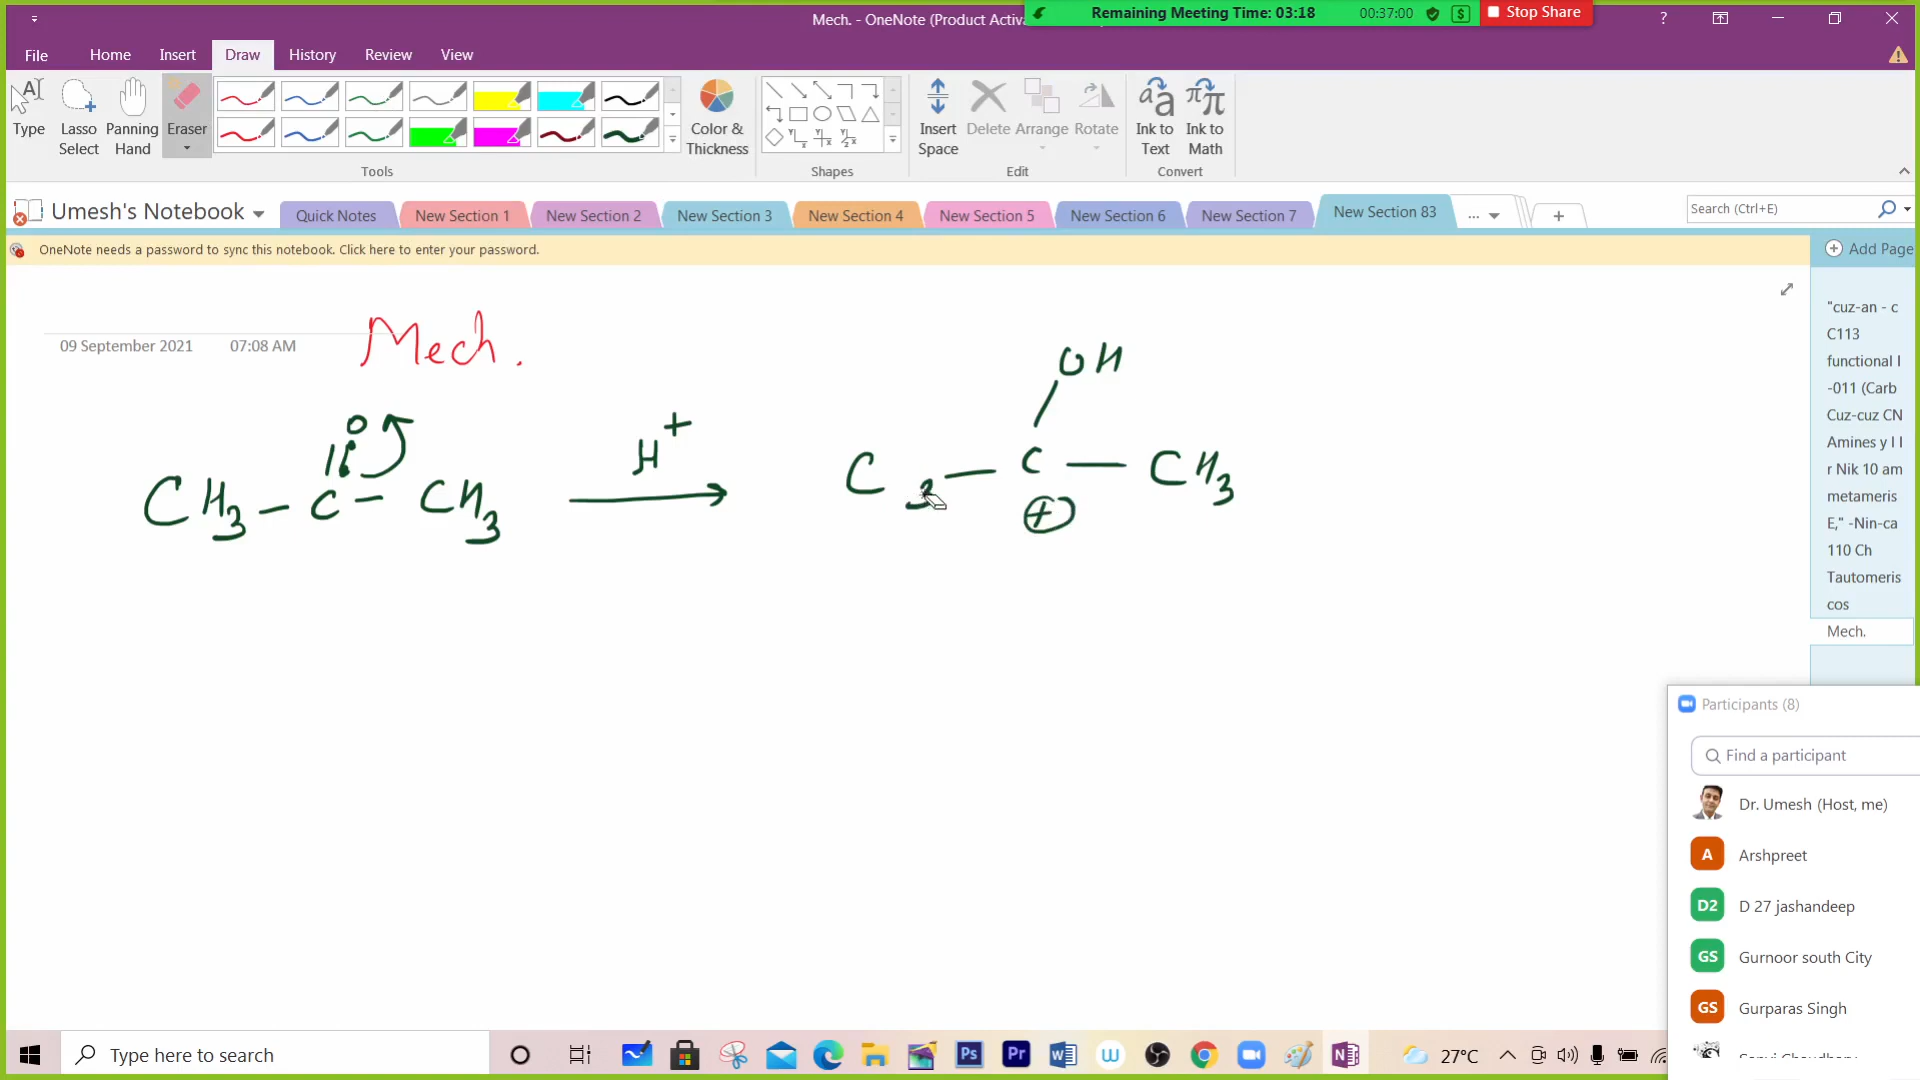 Mech. - OneNote (Product Activa
Remaining Meeting Time: 03:18
00:37:00
$
Stop Share
?
File
Home
Insert
Draw
History
Review
View
Type
Lasso Select
Panning Hand
Eraser
Color & Thickness
Insert Space
Delete
Arrange
Rotate
Ink to Text
Ink to Math
Tools
Shapes
Edit
Convert
Umesh's Notebook
Quick Notes
New Section 1
New Section 2
New Section 3
New Section 4
New Section 5
New Section 6
New Section 7
New Section 83
...
Search (Ctrl+E)
OneNote needs a password to sync this notebook. Click here to enter your password.
Add Page
09 September 2021
07:08 AM
Mech.
O
CH3 - C - CH3
H+
OH
C 3 — C — CH3
+
"cuz-an - c
C113
functional I
-011 (Carb
Cuz-cuz CN
Amines y I I
r Nik 10 am
metameris
E," -Nin-ca
110 Ch
Tautomeris
cos
Mech.
Participants (8)
Find a participant
Dr. Umesh (Host, me)
A
Arshpreet
D2
D 27 jashandeep
GS
Gurnoor south City
GS
Gurparas Singh
Type here to search
27°C